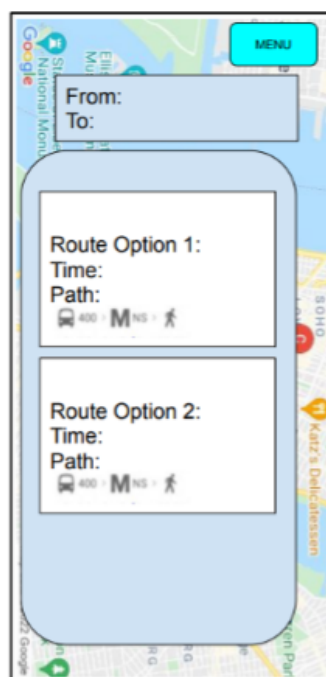 MENU
Google
From:
To:
Route Option 1:
Time:
Path:
400 › M NS ›
Route Option 2:
Time:
Path:
400 › M NS ›
SOHO
Katz's Delicatessen